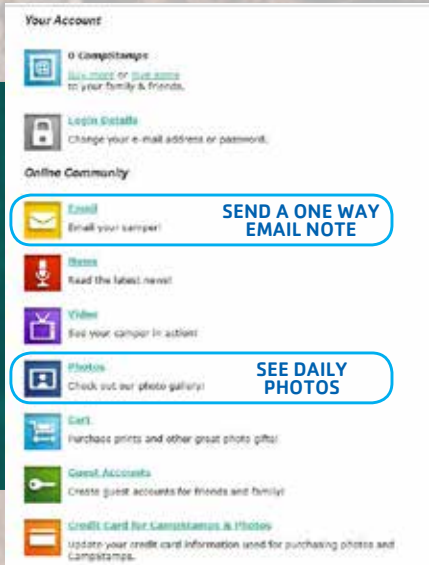 Your Account
0 CampStamps
Buy more or give some
to your family & friends.
Login Details
Change your e-mail address or password.
Online Community
Email
Email your camper!
SEND A ONE WAY
EMAIL NOTE
News
Read the latest news!
Video
See your camper in action!
Photos
Check out our photo gallery!
SEE DAILY
PHOTOS
Cart
Purchase prints and other great photo gifts!
Guest Accounts
Create guest accounts for friends and family!
Credit Card for CampStamps & Photos
Update your credit card information used for purchasing photos and
CampStamps.